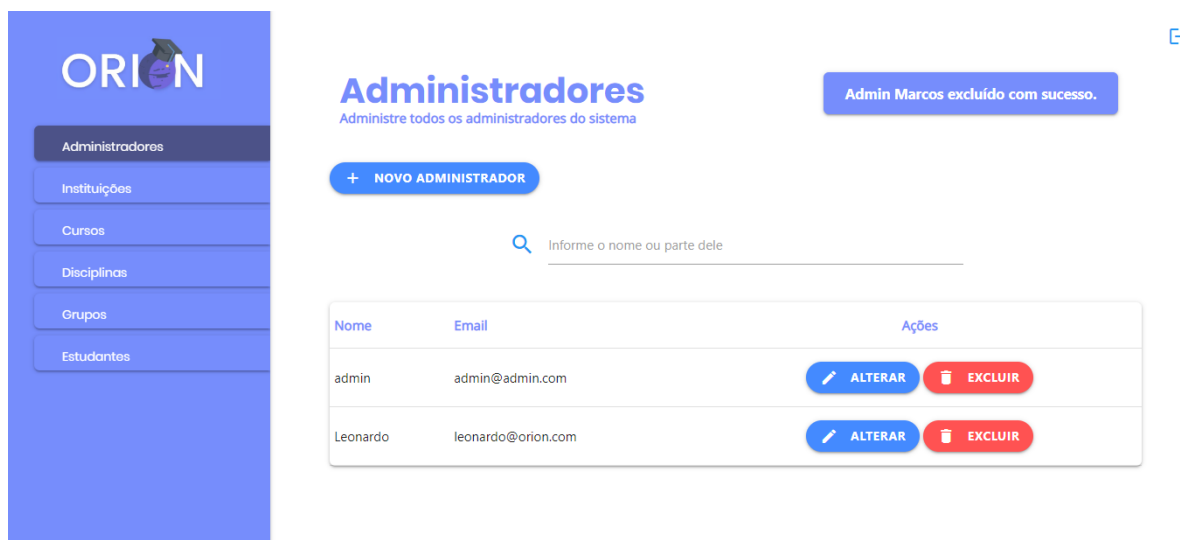 ORION
Administradores
Instituições
Cursos
Disciplinas
Grupos
Estudantes
Administradores
Administre todos os administradores do sistema
Admin Marcos excluído com sucesso.
+ NOVO ADMINISTRADOR
Informe o nome ou parte dele
Nome Email Ações
admin admin@admin.com ALTERAR EXCLUIR
Leonardo leonardo@orion.com ALTERAR EXCLUIR